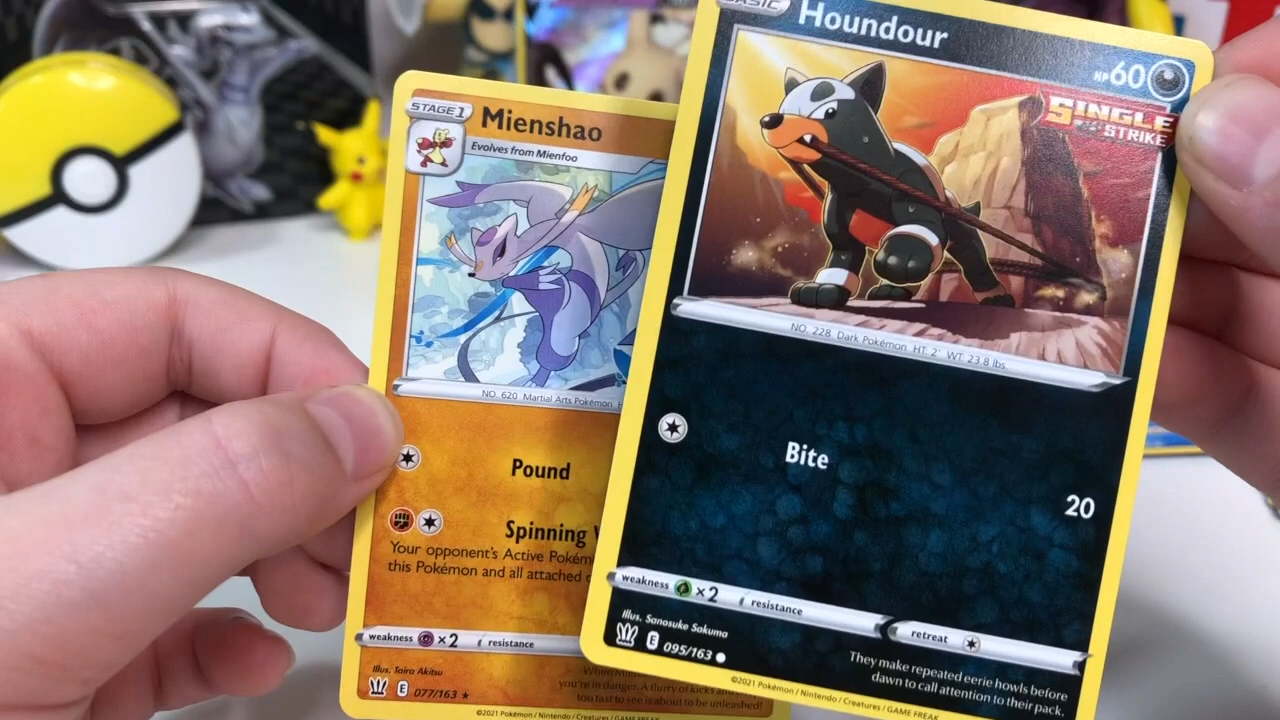 STAGE 1
Mienshao
Evolves from Mienfoo
NO. 620 Martial Arts Pokémon
Pound
Spinning
Your opponent's Active Pokém
this Pokémon and all attached
weakness ×2 resistance
Illus. Taira Akitsu
E 077/163 ★
you're in danger. A flurry of kicks and
too fast to see is about to be unleashed!
©2021 Pokémon / Nintendo / Creatures / GAME FREAK
BASIC
Houndour
HP 60
SINGLE
STRIKE
NO. 228 Dark Pokémon HT: 2' WT: 23.8 lbs.
Bite
20
weakness ×2 resistance
retreat
Illus. Sanosuke Sakuma
E 095/163 ●
They make repeated eerie howls before
dawn to call attention to their pack.
©2021 Pokémon / Nintendo / Creatures / GAME FREAK